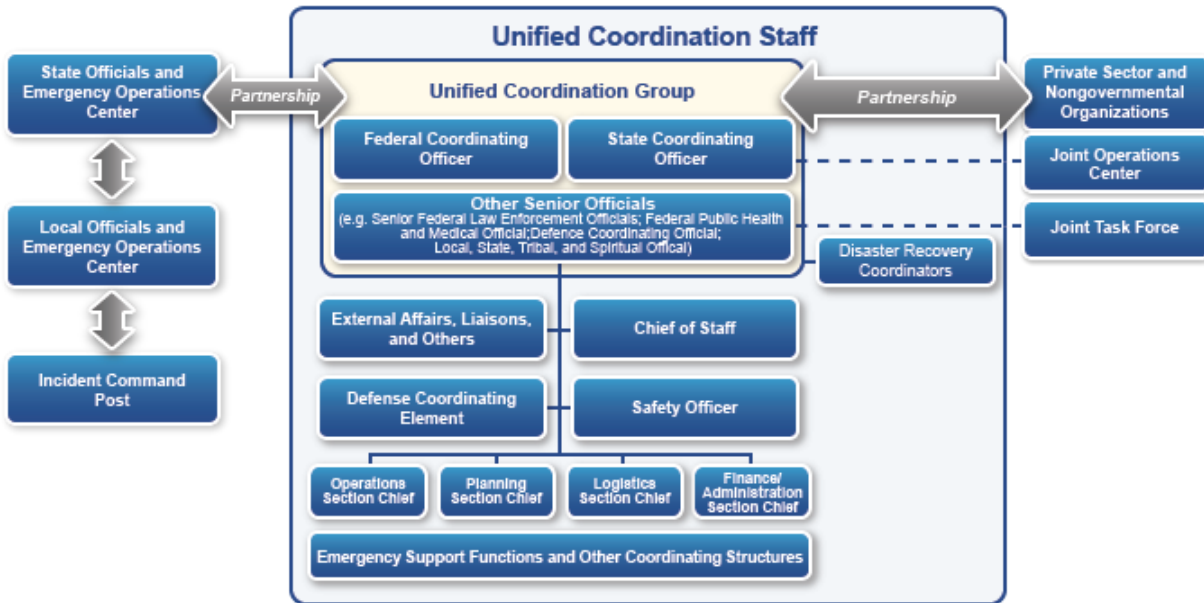 Unified Coordination Staff
State Officials and
Emergency Operations
Center
Partnership
Unified Coordination Group
Partnership
Private Sector and
Nongovernmental
Organizations
Federal Coordinating
Officer
State Coordinating
Officer
Joint Operations
Center
Local Officials and
Emergency Operations
Center
Other Senior Officials
(e.g. Senior Federal Law Enforcement Officials; Federal Public Health
and Medical Official;Defence Coordinating Official;
Local, State, Tribal, and Spiritual Offical)
Joint Task Force
Disaster Recovery
Coordinators
External Affairs, Liaisons,
and Others
Chief of Staff
Incident Command
Post
Defense Coordinating
Element
Safety Officer
Operations
Section Chief
Planning
Section Chief
Logistics
Section Chief
Finance/
Administration
Section Chief
Emergency Support Functions and Other Coordinating Structures